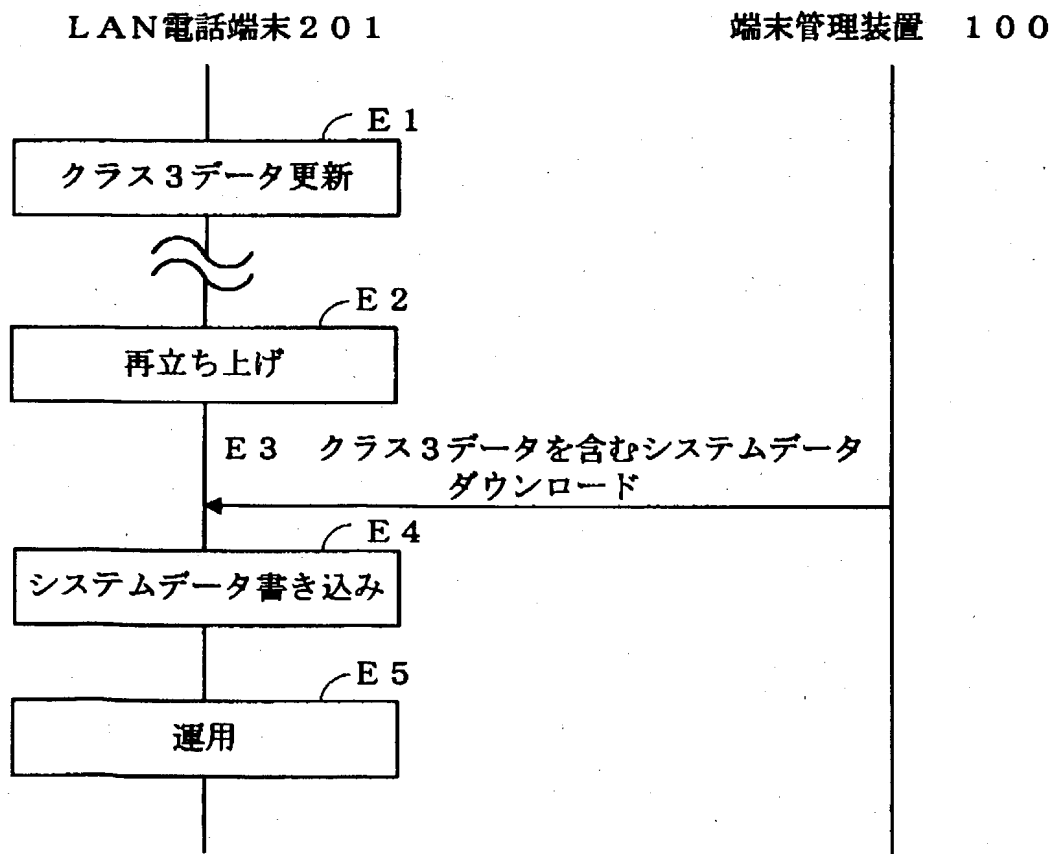 LAN電話端末201
端末管理装置　100
E1
クラス3データ更新
E2
再立ち上げ
E3　クラス3データを含むシステムデータ
ダウンロード
E4
システムデータ書き込み
E5
運用